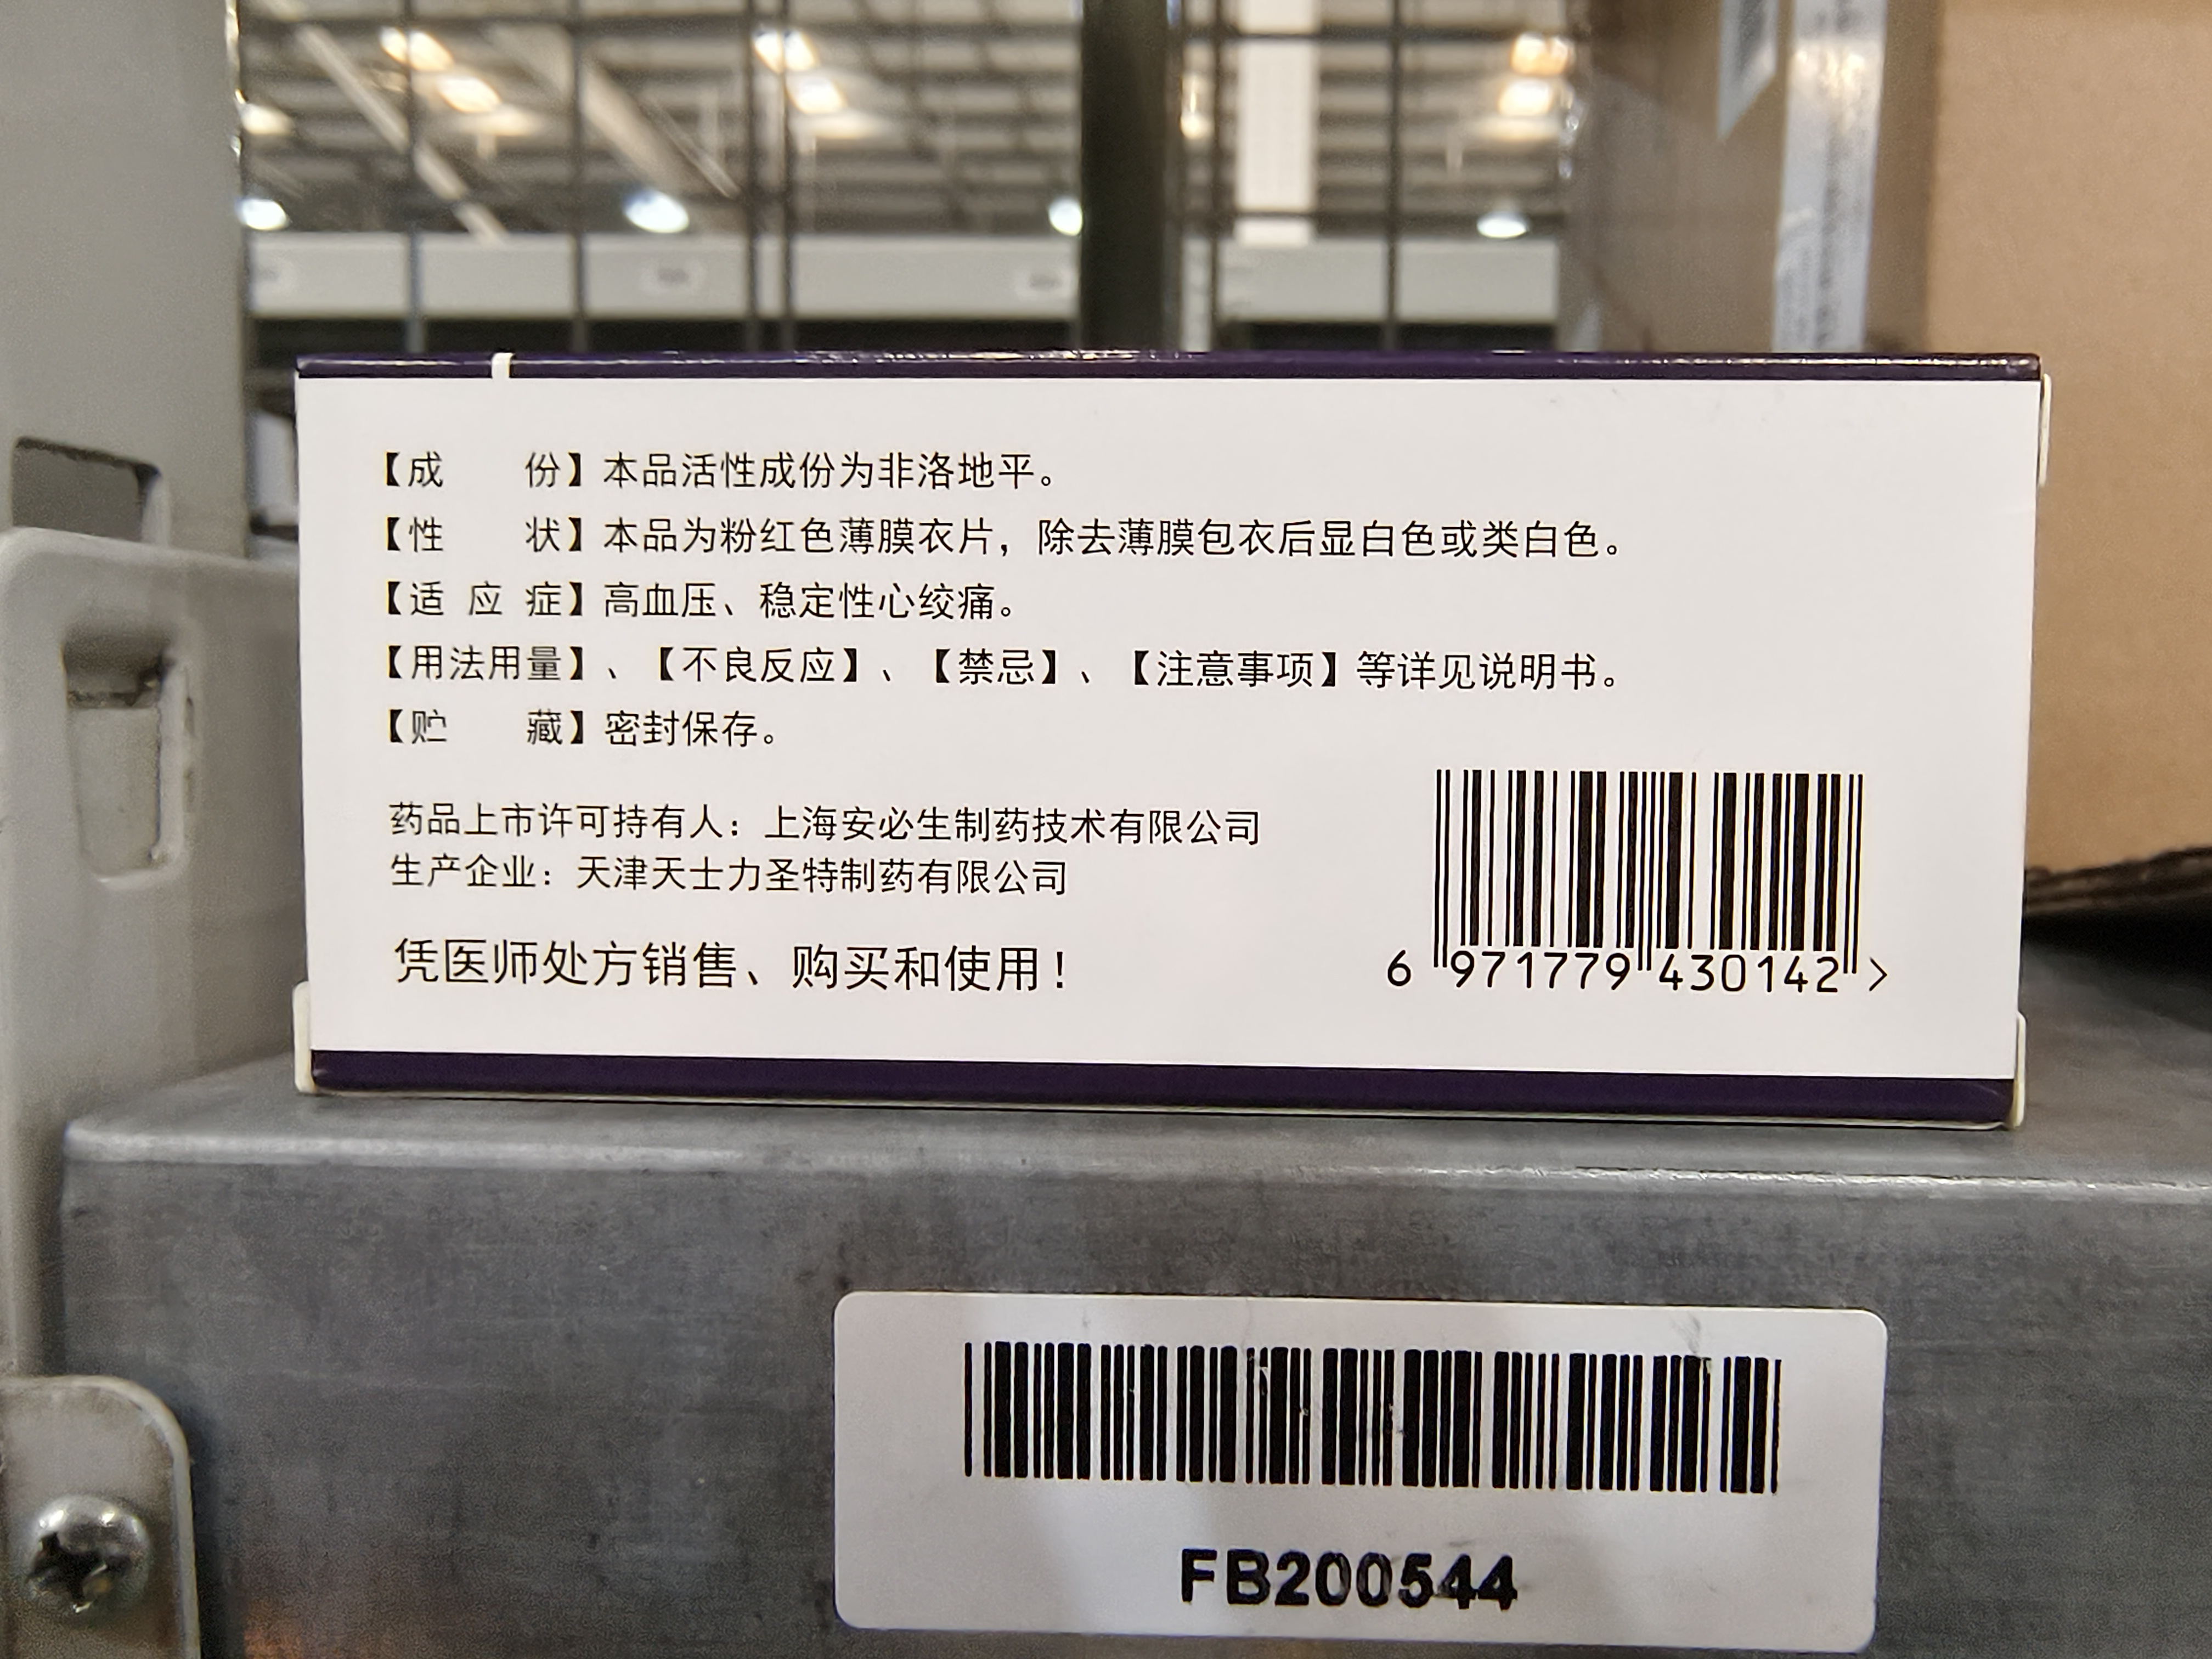 【成　　份】本品活性成份为非洛地平。
【性　　状】本品为粉红色薄膜衣片，除去薄膜包衣后显白色或类白色。
【适 应 症】高血压、稳定性心绞痛。
【用法用量】、【不良反应】、【禁忌】、【注意事项】等详见说明书。
【贮　　藏】密封保存。
药品上市许可持有人：上海安必生制药技术有限公司
生产企业：天津天士力圣特制药有限公司
凭医师处方销售、购买和使用！
6 971779 430142 >
FB200544